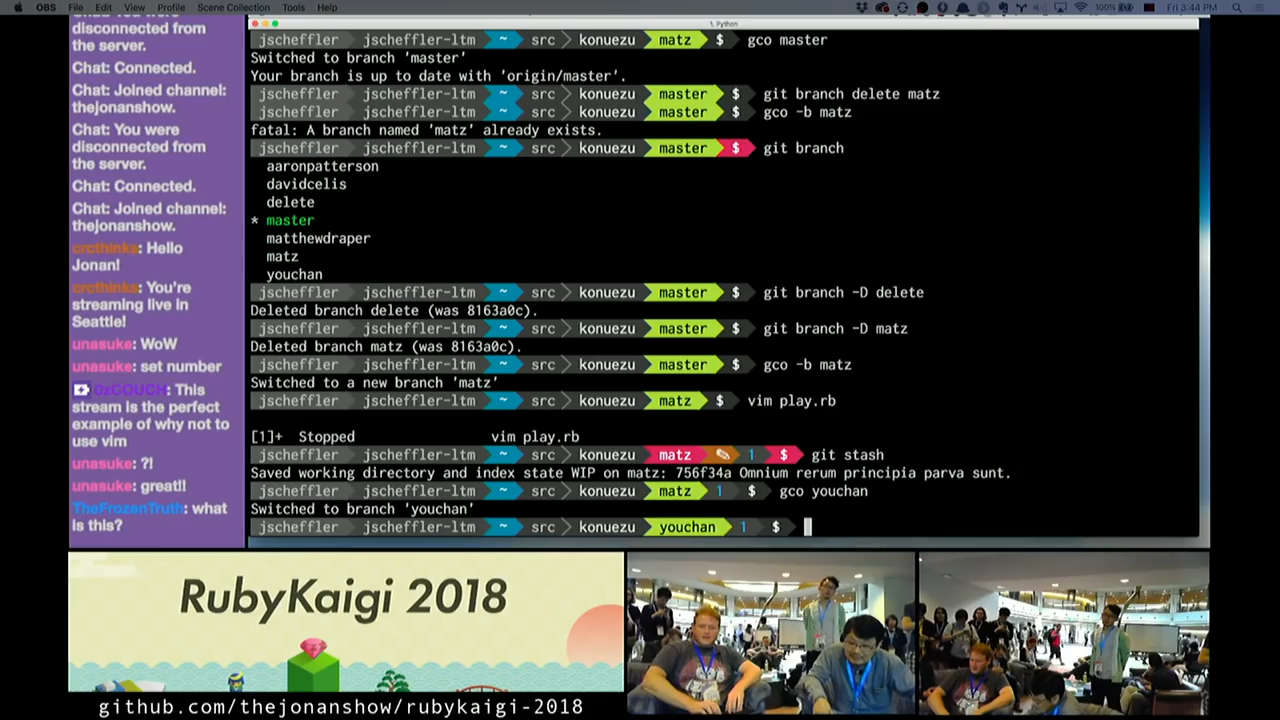 OBS File Edit View Profile Scene Collection Tools Help
100% Fri 3:44 PM
1. Python
disconnected from
the server.
Chat: Connected.
Chat: Joined channel:
thejonanshow.
Chat: You were
disconnected from
the server.
Chat: Connected.
Chat: Joined channel:
thejonanshow.
crcthinks: Hello
Jonan!
crcthinks: You're
streaming live in
Seattle!
unasuke: WoW
unasuke: set number
0xCOUCH: This
stream is the perfect
example of why not to
use vim
unasuke: ?!
unasuke: great!!
TheFrozenTruth: what
is this?
jscheffler jscheffler-ltm ~ src konuezu matz $ gco master
Switched to branch 'master'
Your branch is up to date with 'origin/master'.
jscheffler jscheffler-ltm ~ src konuezu master $ git branch delete matz
jscheffler jscheffler-ltm ~ src konuezu master $ gco -b matz
fatal: A branch named 'matz' already exists.
jscheffler jscheffler-ltm ~ src konuezu master $ git branch
aaronpatterson
davidcelis
delete
* master
matthewdraper
matz
youchan
jscheffler jscheffler-ltm ~ src konuezu master $ git branch -D delete
Deleted branch delete (was 8163a0c).
jscheffler jscheffler-ltm ~ src konuezu master $ git branch -D matz
Deleted branch matz (was 8163a0c).
jscheffler jscheffler-ltm ~ src konuezu master $ gco -b matz
Switched to a new branch 'matz'
jscheffler jscheffler-ltm ~ src konuezu matz $ vim play.rb
[1]+ Stopped vim play.rb
jscheffler jscheffler-ltm ~ src konuezu matz ✎ 1 $ git stash
Saved working directory and index state WIP on matz: 756f34a Omnium rerum principia parva sunt.
jscheffler jscheffler-ltm ~ src konuezu matz 1 $ gco youchan
Switched to branch 'youchan'
jscheffler jscheffler-ltm ~ src konuezu youchan 1 $
RubyKaigi 2018
github.com/thejonanshow/rubykaigi-2018